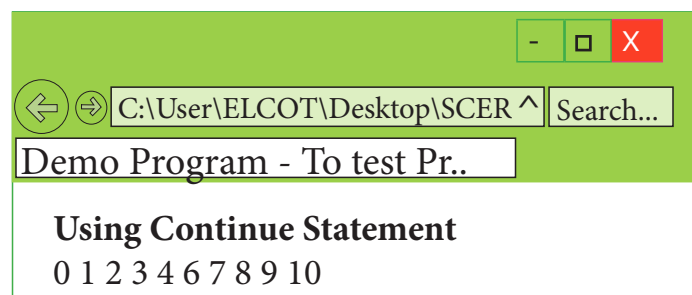 - □ X
C:\User\ELCOT\Desktop\SCER ^ Search...
Demo Program - To test Pr..
Using Continue Statement
0 1 2 3 4 6 7 8 9 10